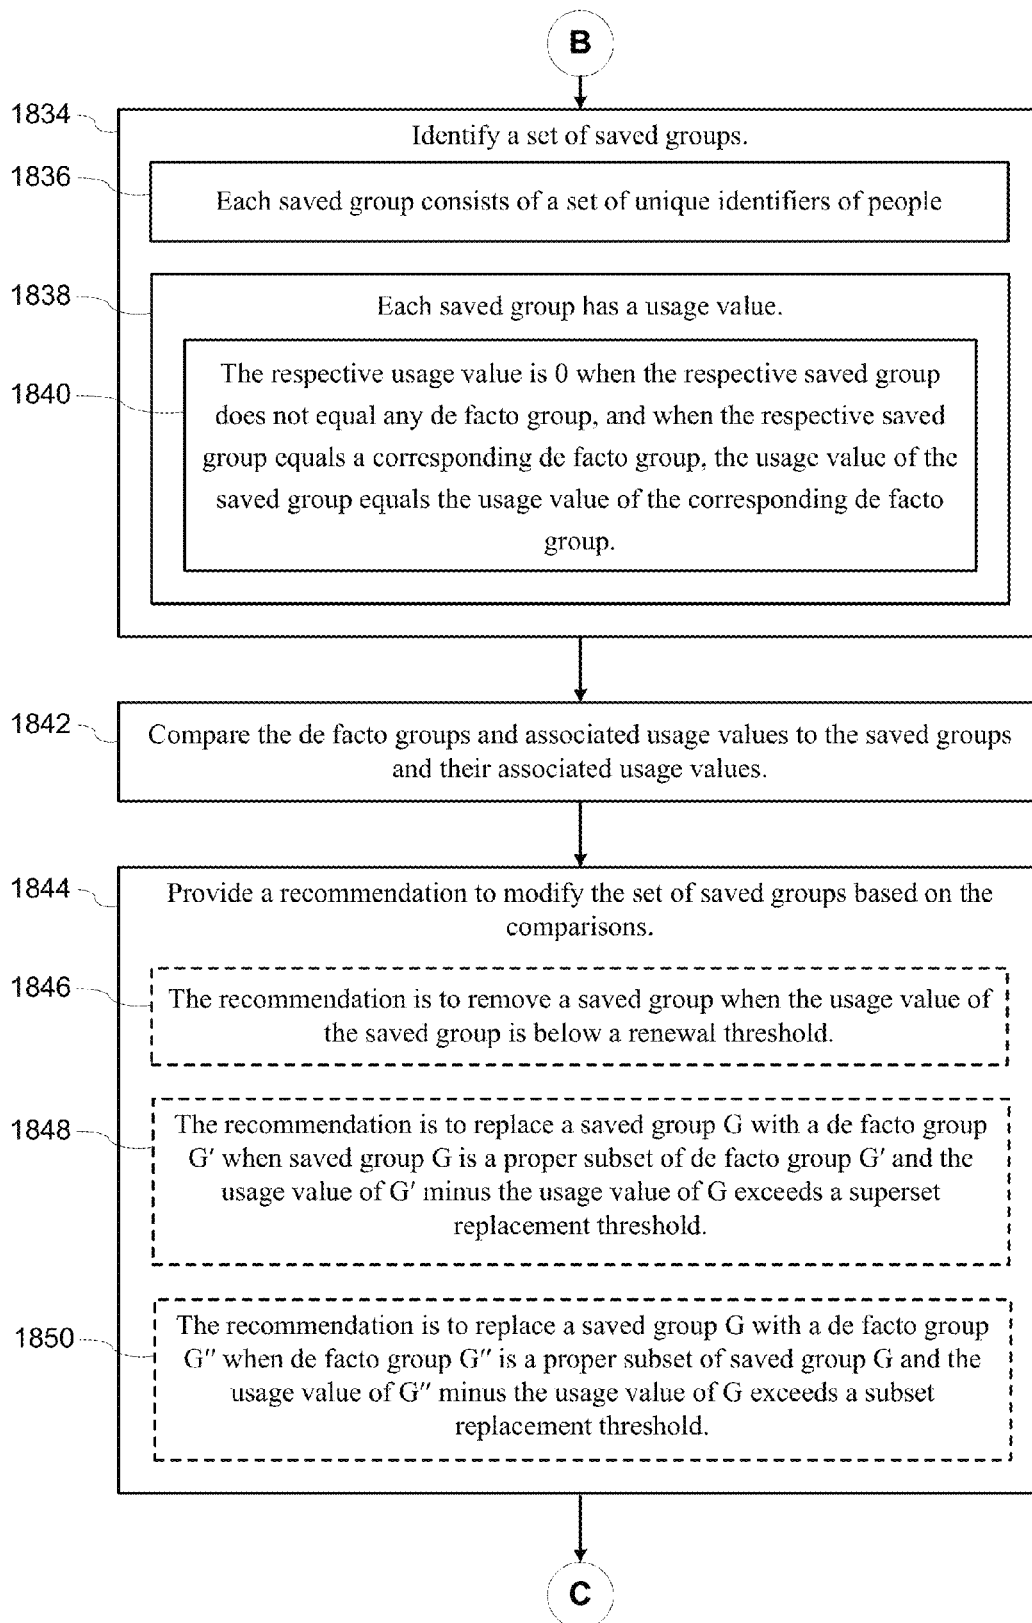 B
1834
Identify a set of saved groups.
1836
Each saved group consists of a set of unique identifiers of people
1838
Each saved group has a usage value.
1840
The respective usage value is 0 when the respective saved
does not equal any de facto group, and when the respective saved
group equals a corresponding de facto group, the usage value of the
saved group equals the usage value of the corresponding de facto
group.
1842
Compare the de facto groups and associated usage values to the saved groups
and their associated usage values.
1844
Provide a recommendation to modify the set of saved groups based on the
comparisons.
1846
The recommendation is to remove a saved group when the usage value of
the saved group is below a renewal threshold.
1848
The recommendation is to replace a saved group G with a de facto group
G′ when saved group G is a proper subset of de facto group G′ and the
usage value of G′ minus the usage value of G exceeds a superset
replacement threshold.
1850
The recommendation is to replace a saved group G with a de facto group
G″ when de facto group G″ is a proper subset of saved group G and the
usage value of G″ minus the usage value of G exceeds a subset
replacement threshold.
C